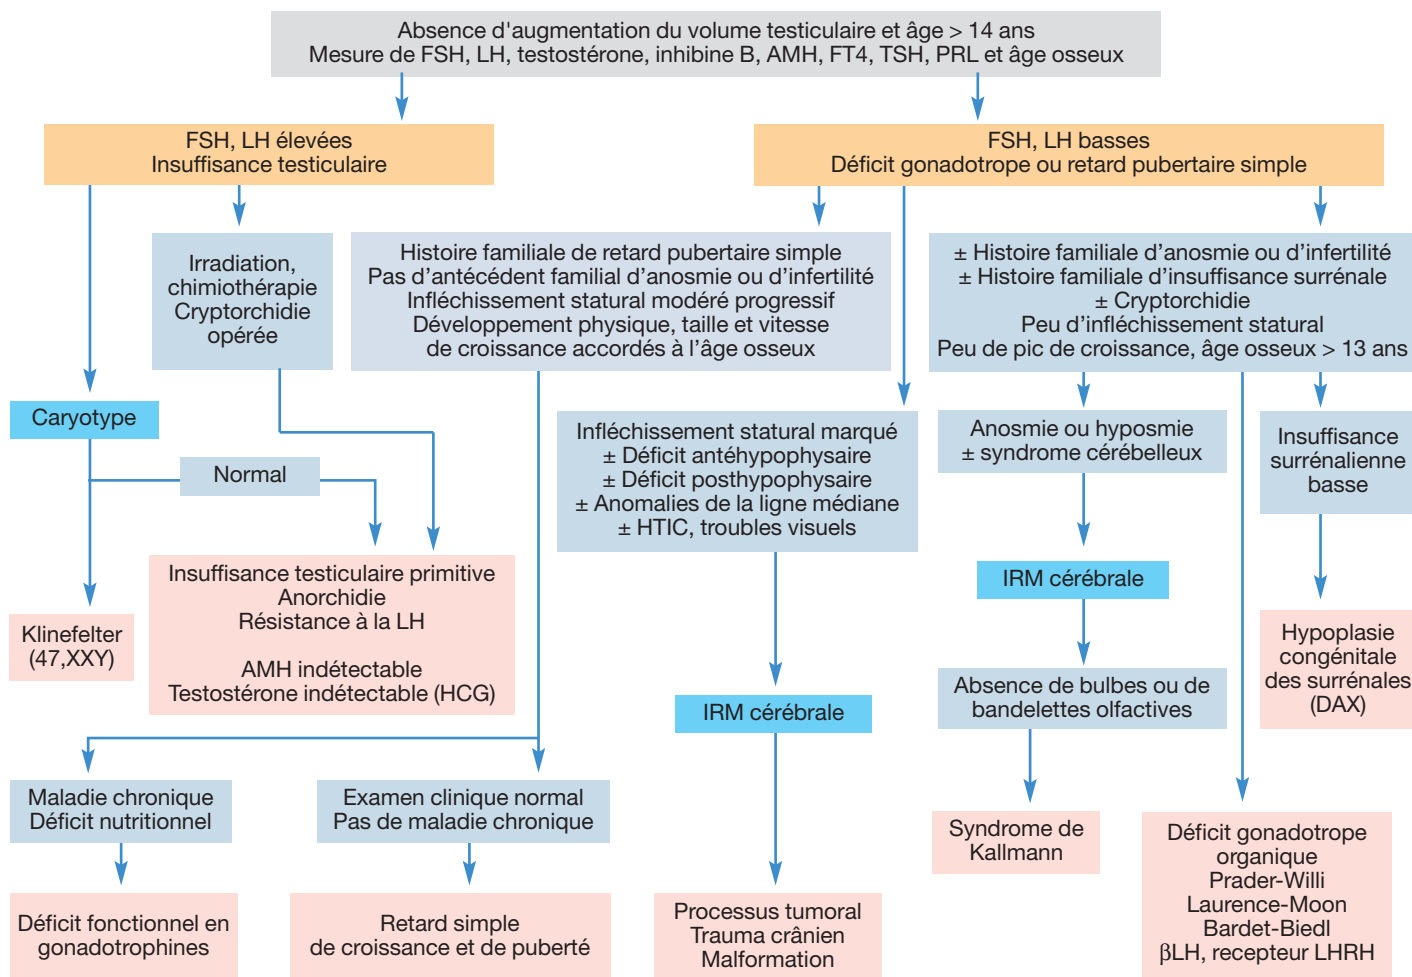 Absence d'augmentation du volume testiculaire et âge > 14 ans
Mesure de FSH, LH, testostérone, inhibine B, AMH, FT4, TSH, PRL et âge osseux
FSH, LH élevées
Insuffisance testiculaire
FSH, LH basses
Déficit gonadotrope ou retard pubertaire simple
Irradiation,
chimiothérapie
Cryptorchidie
opérée
Histoire familiale de retard pubertaire simple
Pas d'antécédent familial d'anosmie ou d'infertilité
Infléchissement statural modéré progressif
Développement physique, taille et vitesse
de croissance accordés à l'âge osseux
± Histoire familiale d'anosmie ou d'infertilité
± Histoire familiale d'insuffisance surrénale
± Cryptorchidie
Peu d'infléchissement statural
Peu de pic de croissance, âge osseux > 13 ans
Caryotype
Normal
Infléchissement statural marqué
± Déficit antéhypophysaire
± Déficit posthypophysaire
± Anomalies de la ligne médiane
± HTIC, troubles visuels
Anosmie ou hyposmie
± syndrome cérébelleux
Insuffisance
surrénalienne
basse
Klinefelter
(47,XXY)
Insuffisance testiculaire primitive
Anorchidie
Résistance à la LH
AMH indétectable
Testostérone indétectable (HCG)
IRM cérébrale
IRM cérébrale
Absence de bulbes ou de
bandelettes olfactives
Hypoplasie
congénitale
des surrénales
(DAX)
Maladie chronique
Déficit nutritionnel
Examen clinique normal
Pas de maladie chronique
Déficit fonctionnel en
gonadotrophines
Retard simple
de croissance et de puberté
Processus tumoral
Trauma crânien
Malformation
Syndrome de
Kallmann
Déficit gonadotrope
organique
Prader-Willi
Laurence-Moon
Bardet-Biedl
βLH, recepteur LHRH